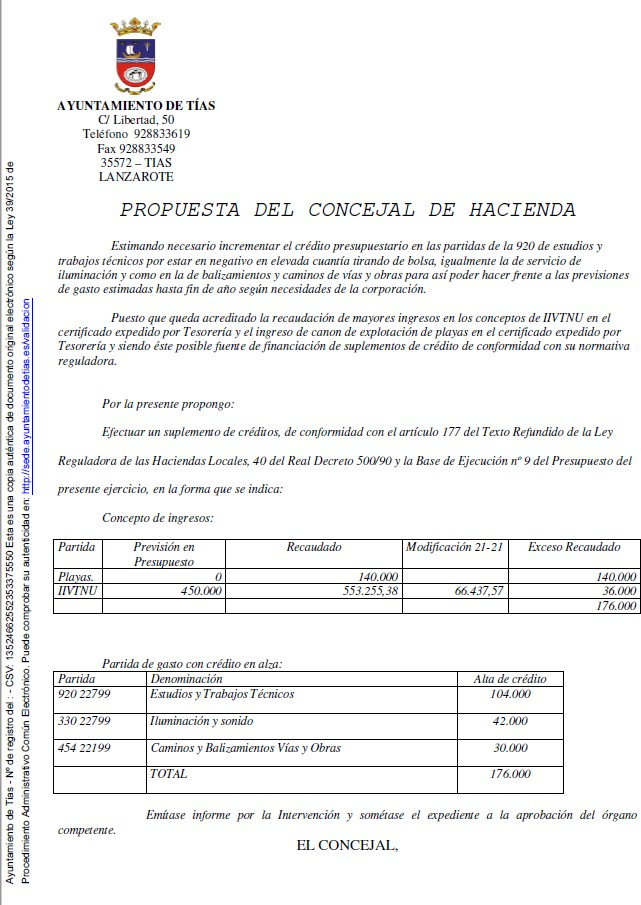 AYUNTAMIENTO DE TÍAS
C/ Libertad, 50
Teléfono 928833619
Fax 928833549
35572 – TIAS
LANZAROTE
PROPUESTA DEL CONCEJAL DE HACIENDA
Estimando necesario incrementar el crédito presupuestario en las partidas de la 920 de estudios y
trabajos técnicos por estar en negativo en elevada cuantía tirando de bolsa, igualmente la de servicio de
iluminación y como en la de balizamientos y caminos de vías y obras para así poder hacer frente a las previsiones
de gasto estimadas hasta fin de año según necesidades de la corporación.
Puesto que queda acreditado la recaudación de mayores ingresos en los conceptos de IIVTNU en el
certificado expedido por Tesorería y el ingreso de canon de explotación de playas en el certificado expedido por
Tesorería y siendo éste posible fuente de financiación de suplementos de crédito de conformidad con su normativa
reguladora.
Por la presente propongo:
Efectuar un suplemento de créditos, de conformidad con el artículo 177 del Texto Refundido de la Ley
Reguladora de las Haciendas Locales, 40 del Real Decreto 500/90 y la Base de Ejecución nº 9 del Presupuesto del
presente ejercicio, en la forma que se indica:
Concepto de ingresos:
Partida Previsión en Recaudado Modificación 21-21 Exceso Recaudado
Presupuesto
Playas. 0 140.000 140.000
IIVTNU 450.000 553.255,38 66.437,57 36.000
176.000
Partida de gasto con crédito en alza:
Partida Denominación Alta de crédito
920 22799 Estudios y Trabajos Técnicos 104.000
330 22799 Iluminación y sonido 42.000
454 22199 Caminos y Balizamientos Vías y Obras 30.000
TOTAL 176.000
Emítase informe por la Intervención y sométase el expediente a la aprobación del órgano
competente.
EL CONCEJAL,
Ayuntamiento de Tías - Nº de registro del : - CSV: 13524662552353375550 Esta es una copia auténtica de documento original electrónico según la Ley 39/2015 de
Procedimiento Administrativo Común Electrónico. Puede comprobar su autenticidad en: http://sede.ayuntamientodetias.es/validacion